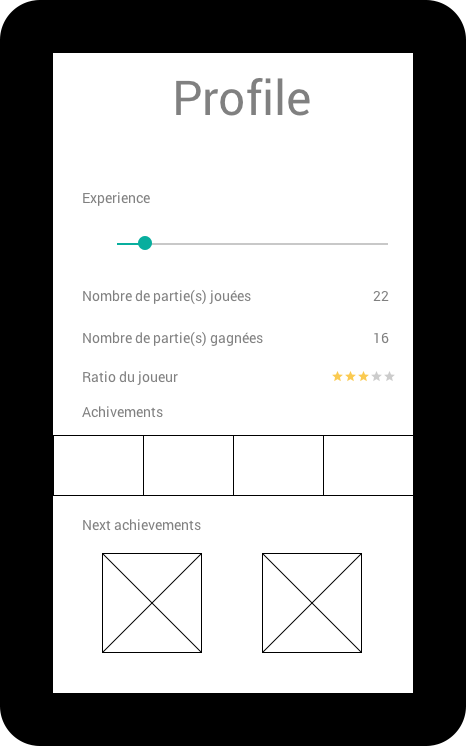 Profile
Experience
Nombre de partie(s) jouées 22
Nombre de partie(s) gagnées 16
Ratio du joueur
Achivements
Next achievements